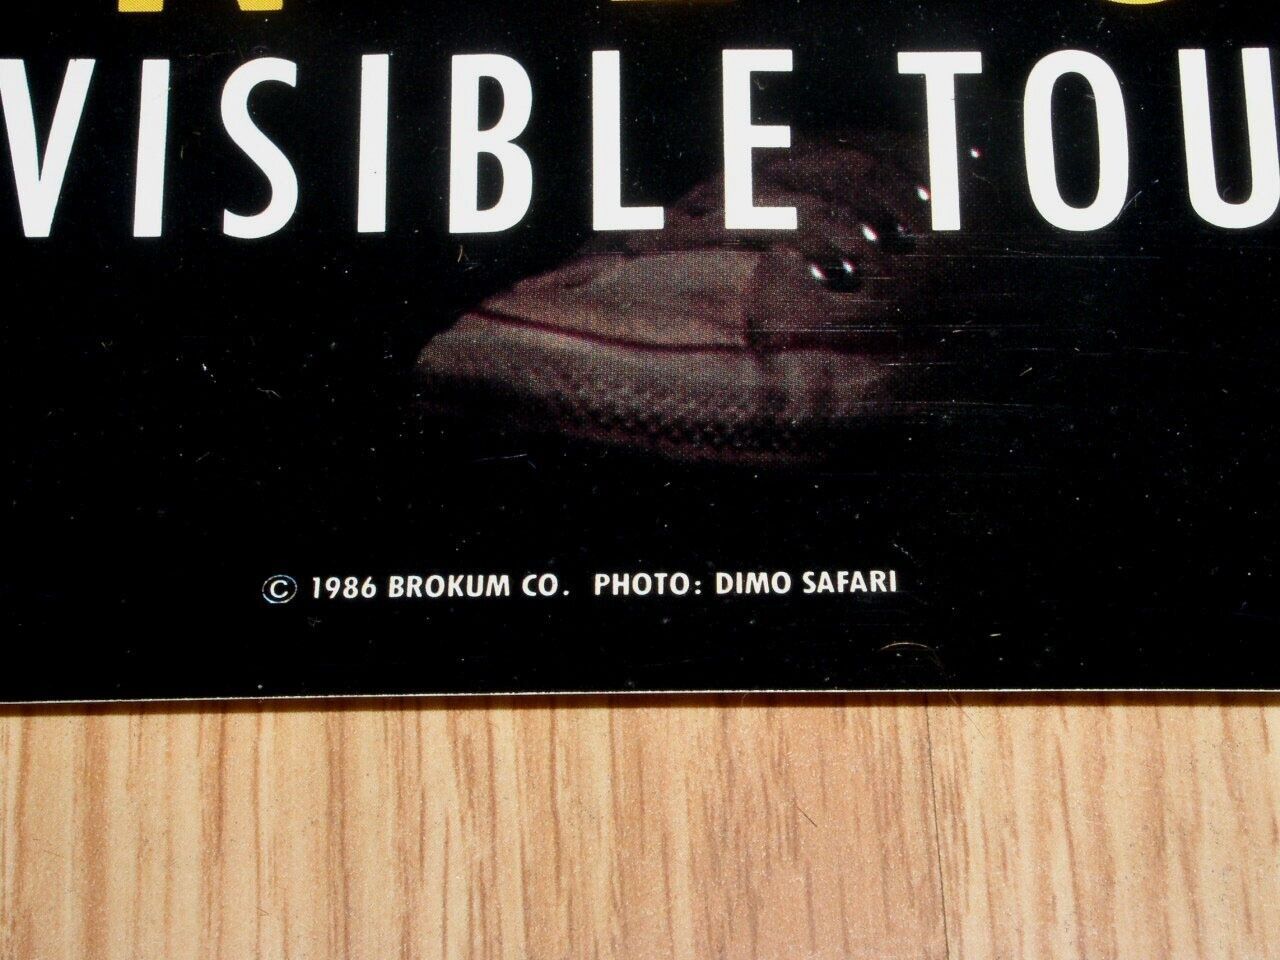 VISIBLE TOU
© 1986 BROKUM CO. PHOTO: DIMO SAFARI